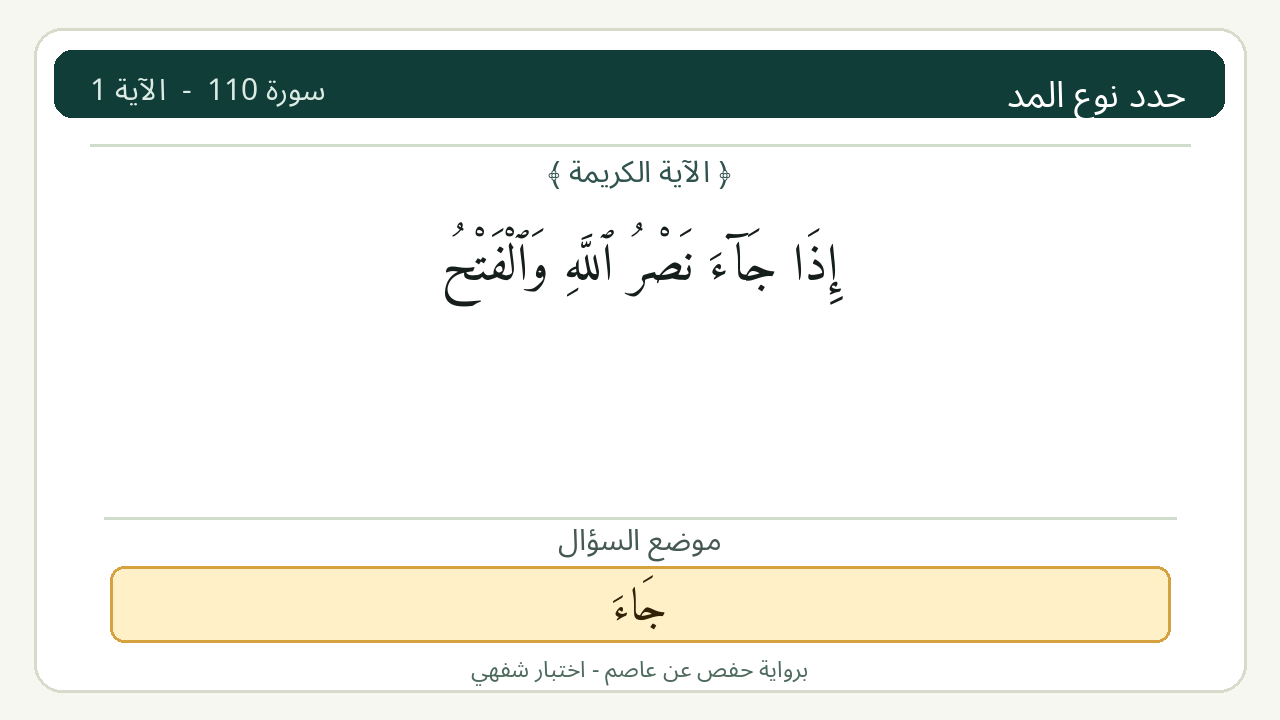 حدد نوع المد
سورة 110 - الآية 1
﴿ الآية الكريمة ﴾
إِذَا جَآءَ نَصْرُ ٱللَّهِ وَٱلْفَتْحُ
موضع السؤال
جَاءَ
برواية حفص عن عاصم - اختبار شفهي